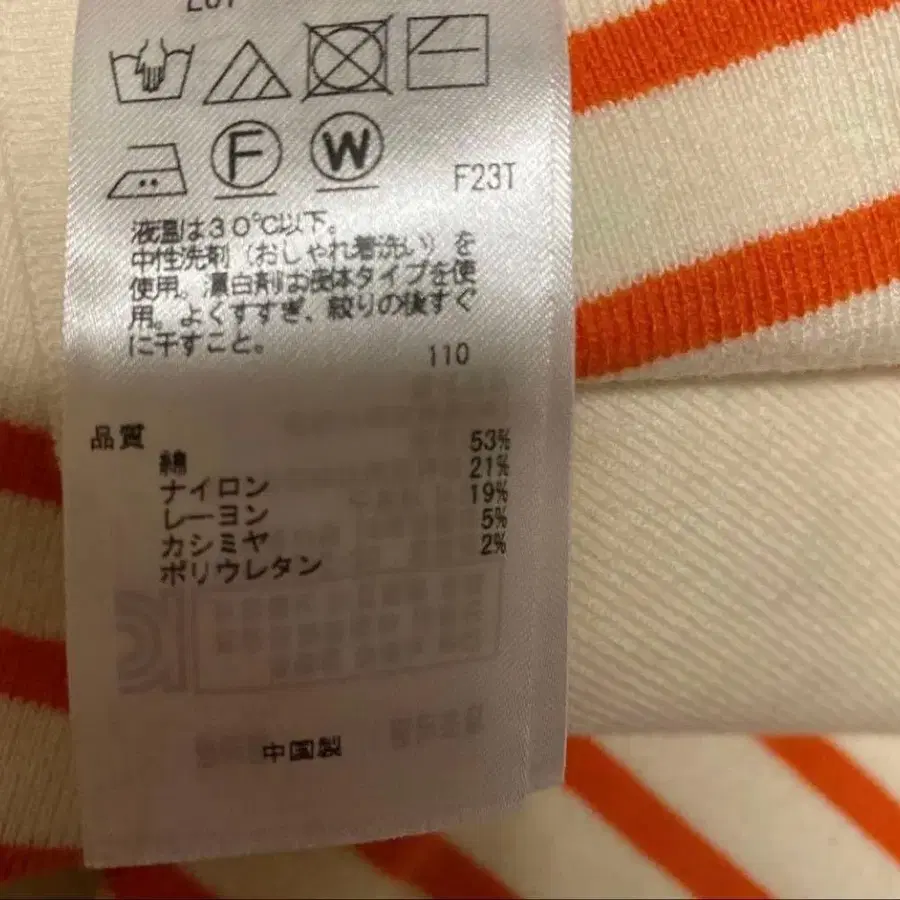 F
W
F23T
液温は30℃以下。
中性洗剤（おしゃれ着洗い）を
使用。漂白剤は液体タイプを使
用。よくすすぎ、絞りの後すぐ
に干すこと。
110
品質
綿 53%
ナイロン 21%
レーヨン 19%
カシミヤ 5%
ポリウレタン 2%
中国製